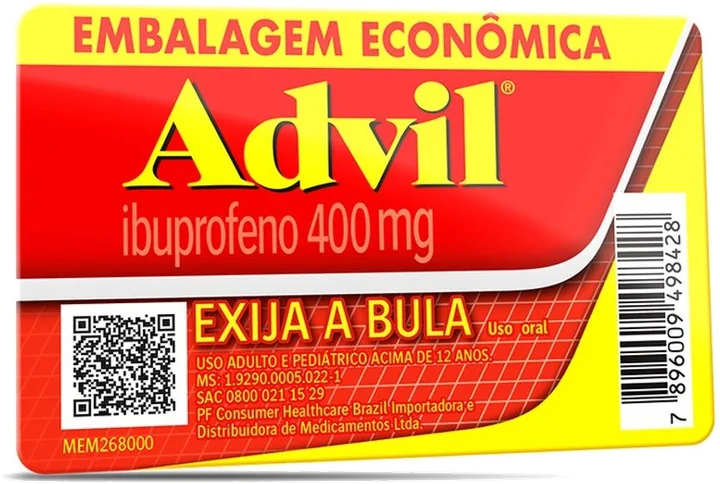 EMBALAGEM ECONÔMICA
Advil®
ibuprofeno 400 mg
EXIJA A BULA Uso oral
USO ADULTO E PEDIÁTRICO ACIMA DE 12 ANOS.
MS: 1.9290.0005.022-1
SAC 0800 021 15 29
PF Consumer Healthcare Brazil Importadora e
Distribuidora de Medicamentos Ltda.
MEM268000
7 896009 498428